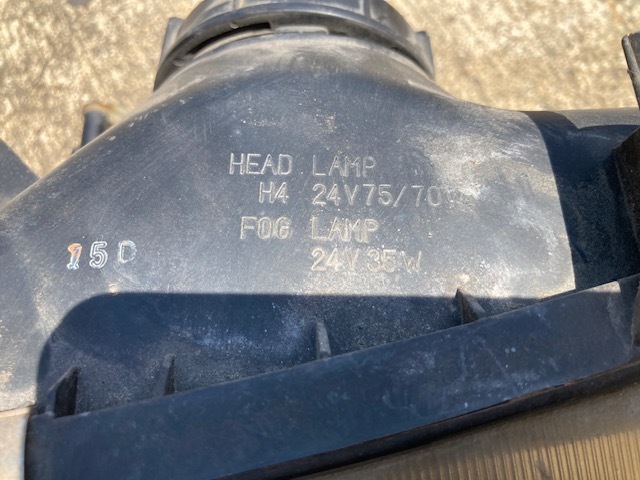 HEAD LAMP
H4 24V75/70W
FOG LAMP
24V35W
15D